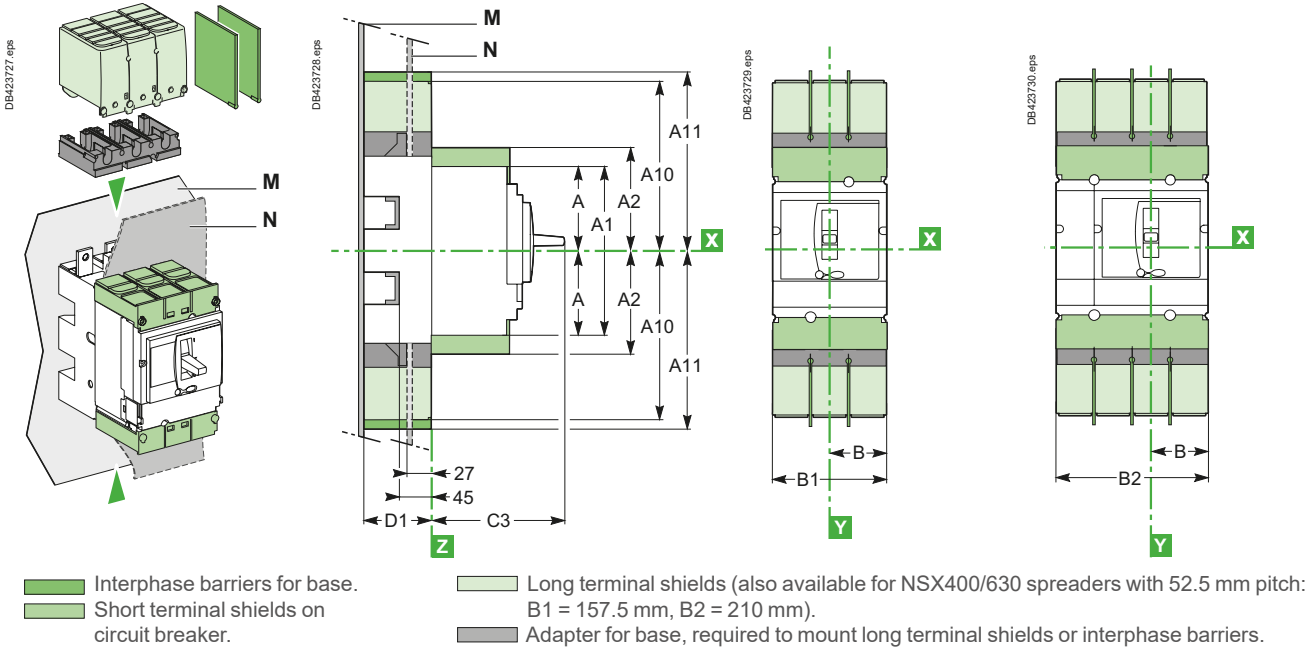 DB423727.eps
M
N
DB423728.eps
M
N
A11
A10
A2
A
A1
X
A
A2
A10
A11
27
45
D1
C3
Z
DB423729.eps
X
B
B1
Y
DB423730.eps
X
B
B2
Y
Interphase barriers for base.
Short terminal shields on
circuit breaker.
Long terminal shields (also available for NSX400/630 spreaders with 52.5 mm pitch:
B1 = 157.5 mm, B2 = 210 mm).
Adapter for base, required to mount long terminal shields or interphase barriers.